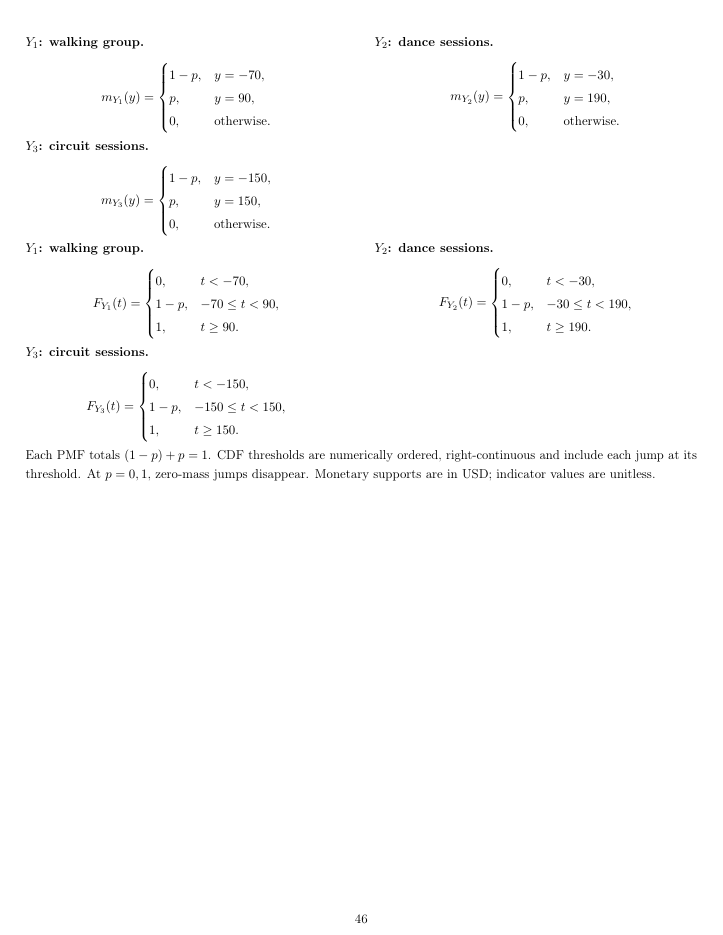 Y₁: walking group.
m_{Y₁}(y) = { 1 − p, y = −70,
p, y = 90,
0, otherwise.
Y₂: dance sessions.
m_{Y₂}(y) = { 1 − p, y = −30,
p, y = 190,
0, otherwise.
Y₃: circuit sessions.
m_{Y₃}(y) = { 1 − p, y = −150,
p, y = 150,
0, otherwise.
Y₁: walking group.
F_{Y₁}(t) = { 0, t < −70,
1 − p, −70 ≤ t < 90,
1, t ≥ 90.
Y₂: dance sessions.
F_{Y₂}(t) = { 0, t < −30,
1 − p, −30 ≤ t < 190,
1, t ≥ 190.
Y₃: circuit sessions.
F_{Y₃}(t) = { 0, t < −150,
1 − p, −150 ≤ t < 150,
1, t ≥ 150.
Each PMF totals (1 − p) + p = 1. CDF thresholds are numerically ordered, right-continuous and include each jump at its
threshold. At p = 0, 1, zero-mass jumps disappear. Monetary supports are in USD; indicator values are unitless.
46